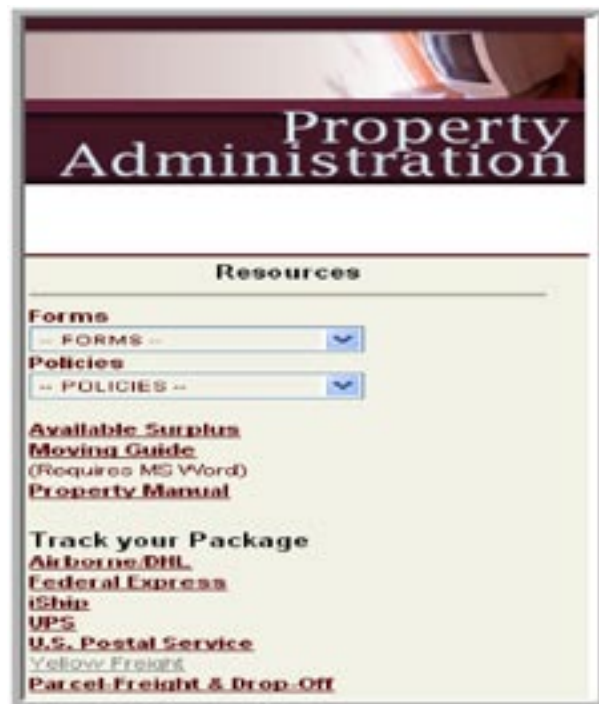 Property
Administration
Resources
Forms
-- FORMS --
Policies
-- POLICIES --
Available Surplus
Moving Guide
(Requires MS Word)
Property Manual
Track your Package
Airborne/DHL
Federal Express
iShip
UPS
U.S. Postal Service
Yellow Freight
Parcel-Freight & Drop-Off